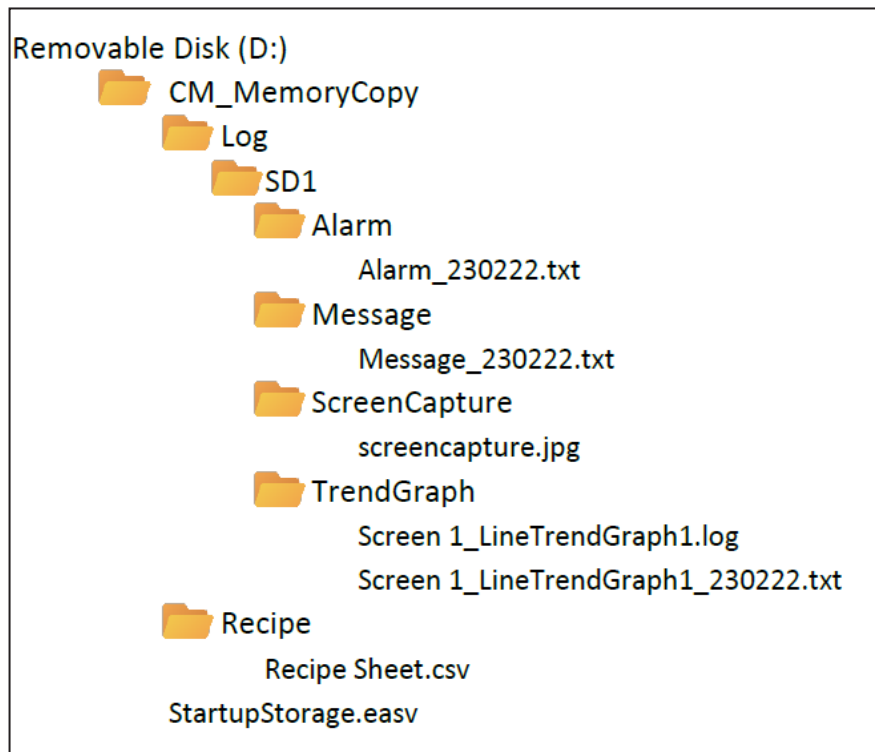 Removable Disk (D:)
CM_MemoryCopy
Log
SD1
Alarm
Alarm_230222.txt
Message
Message_230222.txt
ScreenCapture
screencapture.jpg
TrendGraph
Screen 1_LineTrendGraph1.log
Screen 1_LineTrendGraph1_230222.txt
Recipe
Recipe Sheet.csv
StartupStorage.easv